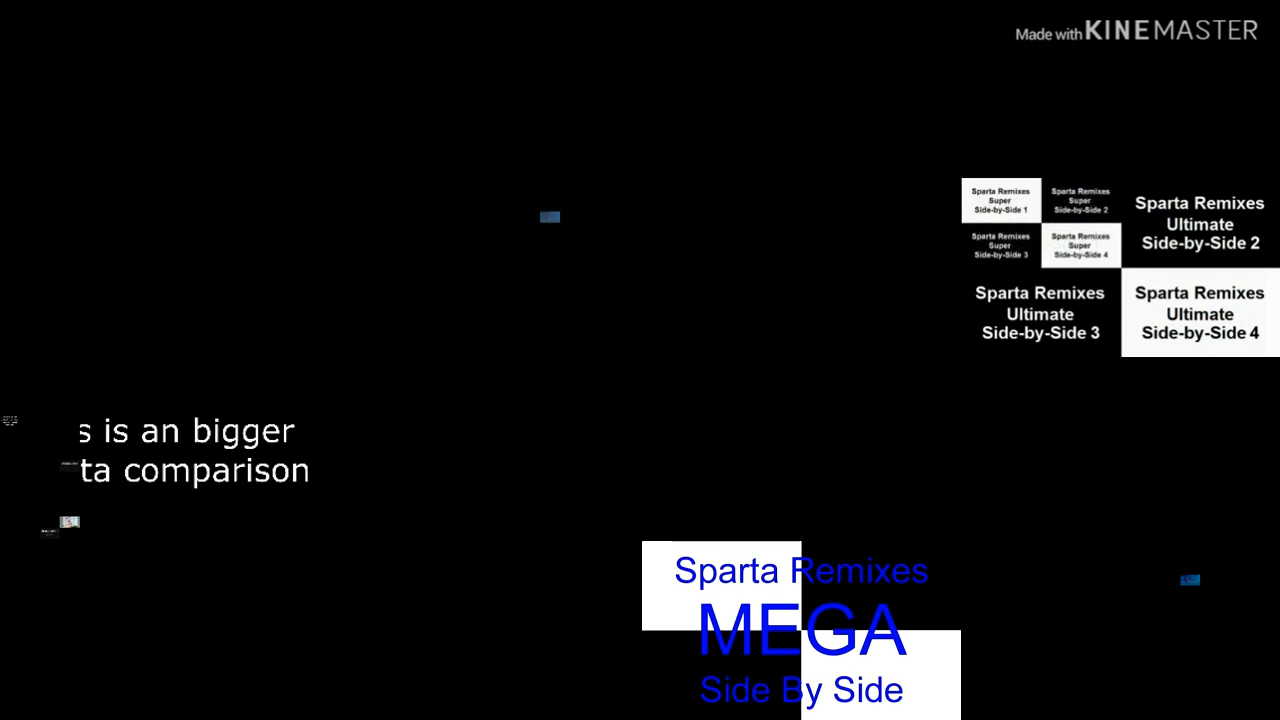 Made with KINEMASTER
Sparta Remixes
Super
Side-by-Side 1
Sparta Remixes
Super
Side-by-Side 2
Sparta Remixes
Ultimate
Side-by-Side 2
Sparta Remixes
Super
Side-by-Side 3
Sparta Remixes
Super
Side-by-Side 4
Sparta Remixes
Ultimate
Side-by-Side 3
Sparta Remixes
Ultimate
Side-by-Side 4
s is an bigger
ta comparison
Sparta Remixes
MEGA
Side By Side